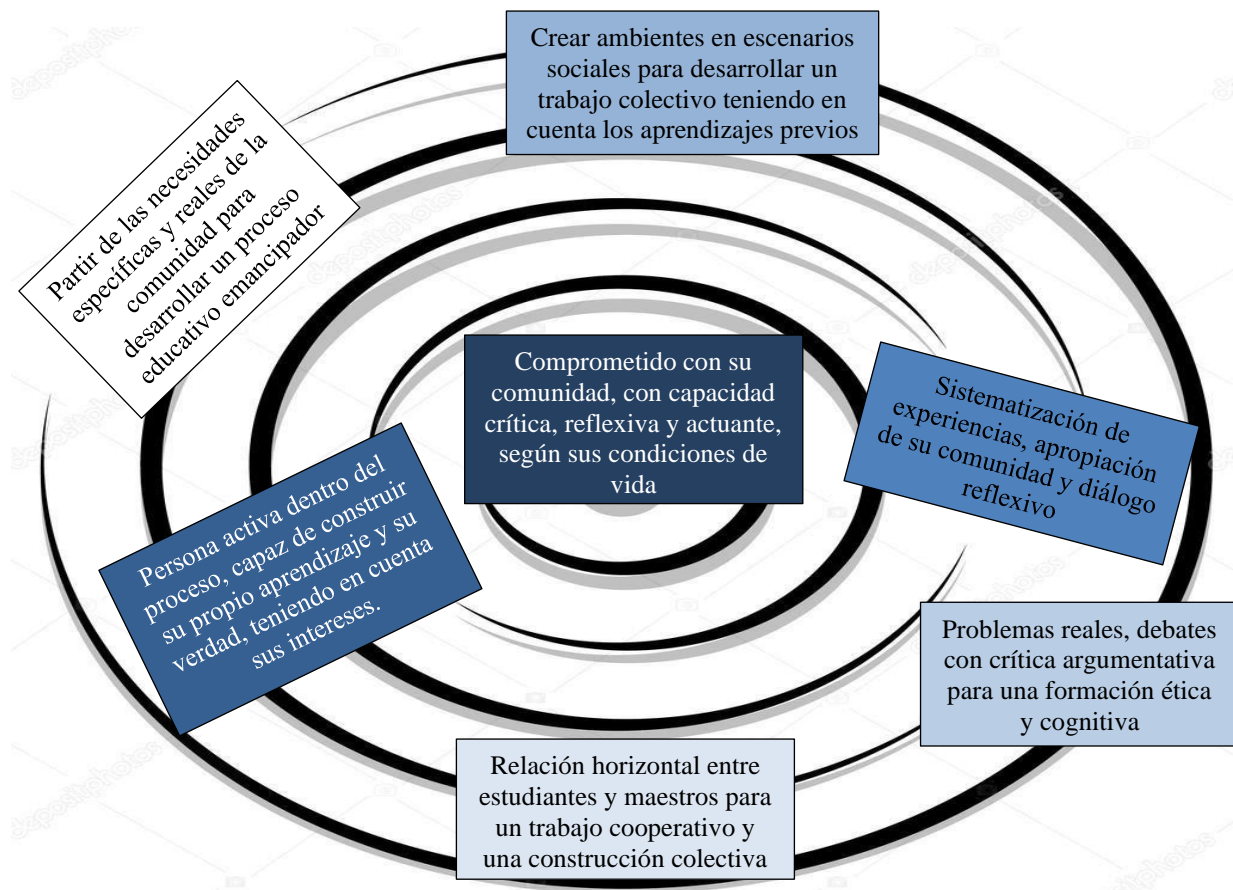 Crear ambientes en escenarios
sociales para desarrollar un
trabajo colectivo teniendo en
cuenta los aprendizajes previos
Partir de las necesidades
específicas y reales de la
comunidad para
desarrollar un proceso
educativo emancipador
Comprometido con su
comunidad, con capacidad
crítica, reflexiva y actuante,
según sus condiciones de
vida
Sistematización de
experiencias, apropiación
de su comunidad y diálogo
reflexivo
Persona activa dentro del
proceso, capaz de construir
su propio aprendizaje y su
verdad, teniendo en cuenta
sus intereses.
Problemas reales, debates
con crítica argumentativa
para una formación ética
y cognitiva
Relación horizontal entre
estudiantes y maestros para
un trabajo cooperativo y
una construcción colectiva
depositphotos